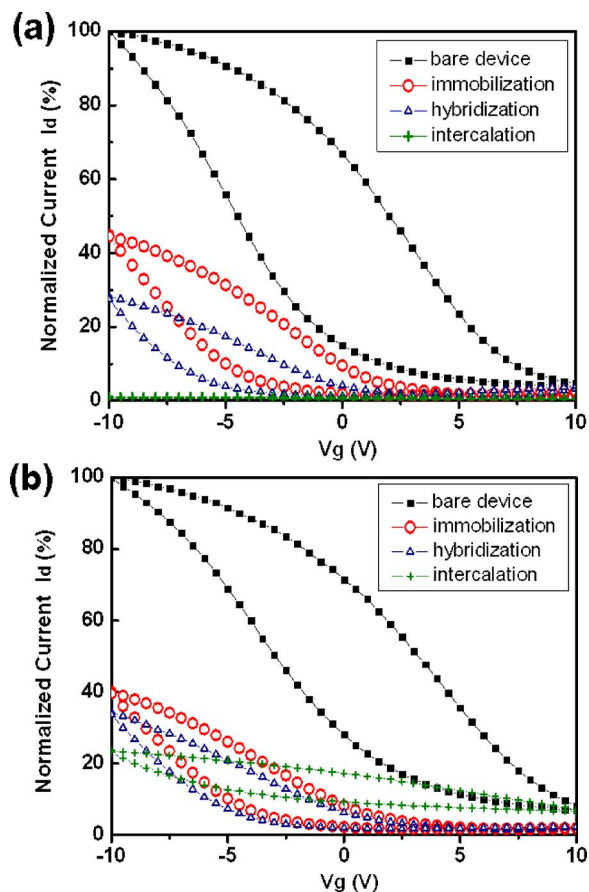 (a)
100
80
60
40
20
0
Normalized Current Id (%)
bare device
immobilization
hybridization
intercalation
-10 -5 0 5 10
Vg (V)
(b)
100
80
60
40
20
0
Normalized Current Id (%)
bare device
immobilization
hybridization
intercalation
-10 -5 0 5 10
Vg (V)